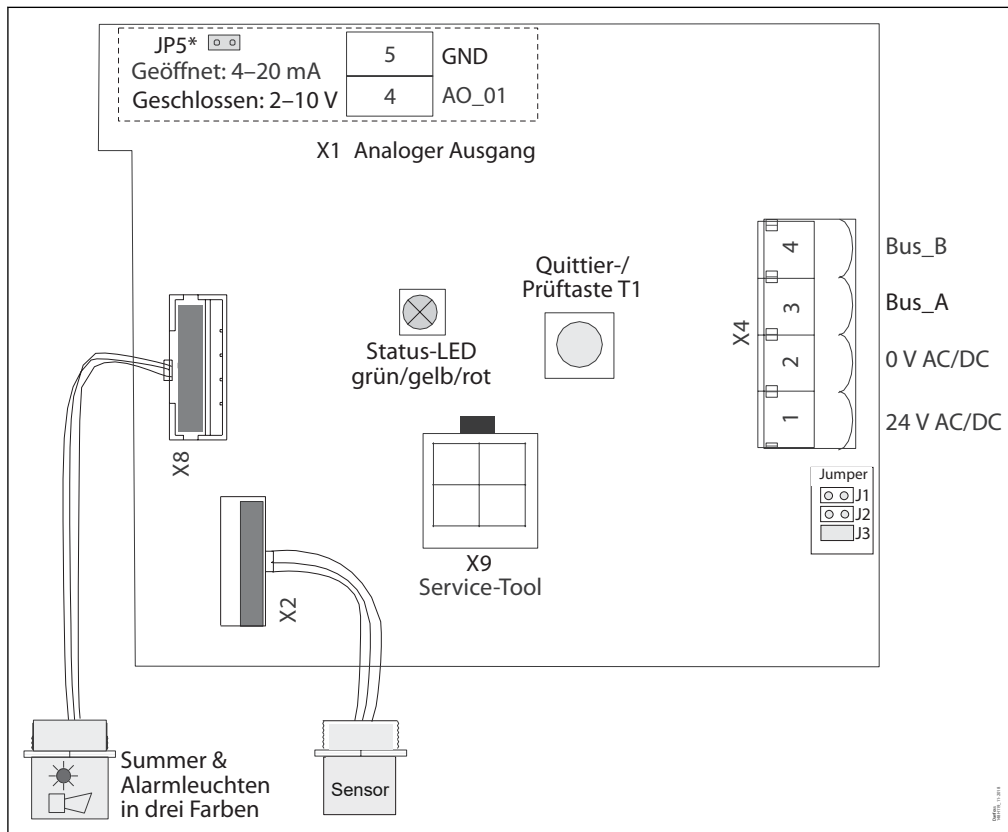 JP5*
Geöffnet: 4–20 mA
Geschlossen: 2–10 V
5 GND
4 AO_01
X1 Analoger Ausgang
4 Bus_B
3 Bus_A
2 0 V AC/DC
1 24 V AC/DC
X4
Quittier-/
Prüftaste T1
Status-LED
grün/gelb/rot
X8
Jumper
J1
J2
J3
X9
Service-Tool
X2
Summer &
Alarmleuchten
in drei Farben
Sensor